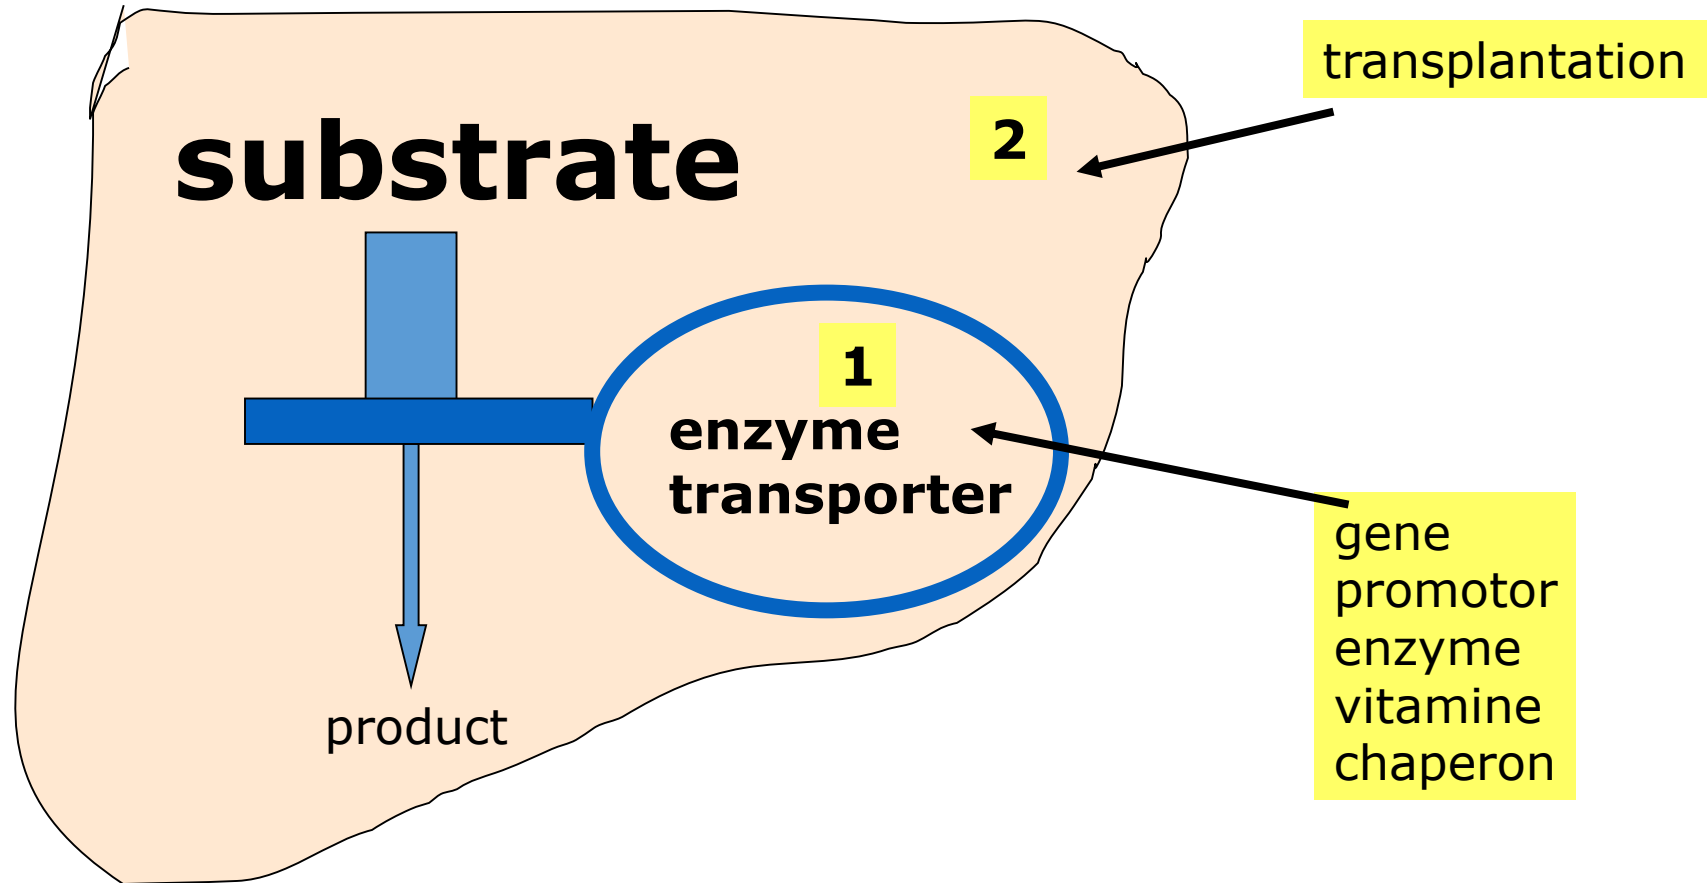 transplantation
substrate
2
1
enzyme
transporter
gene
promotor
enzyme
vitamine
chaperon
product